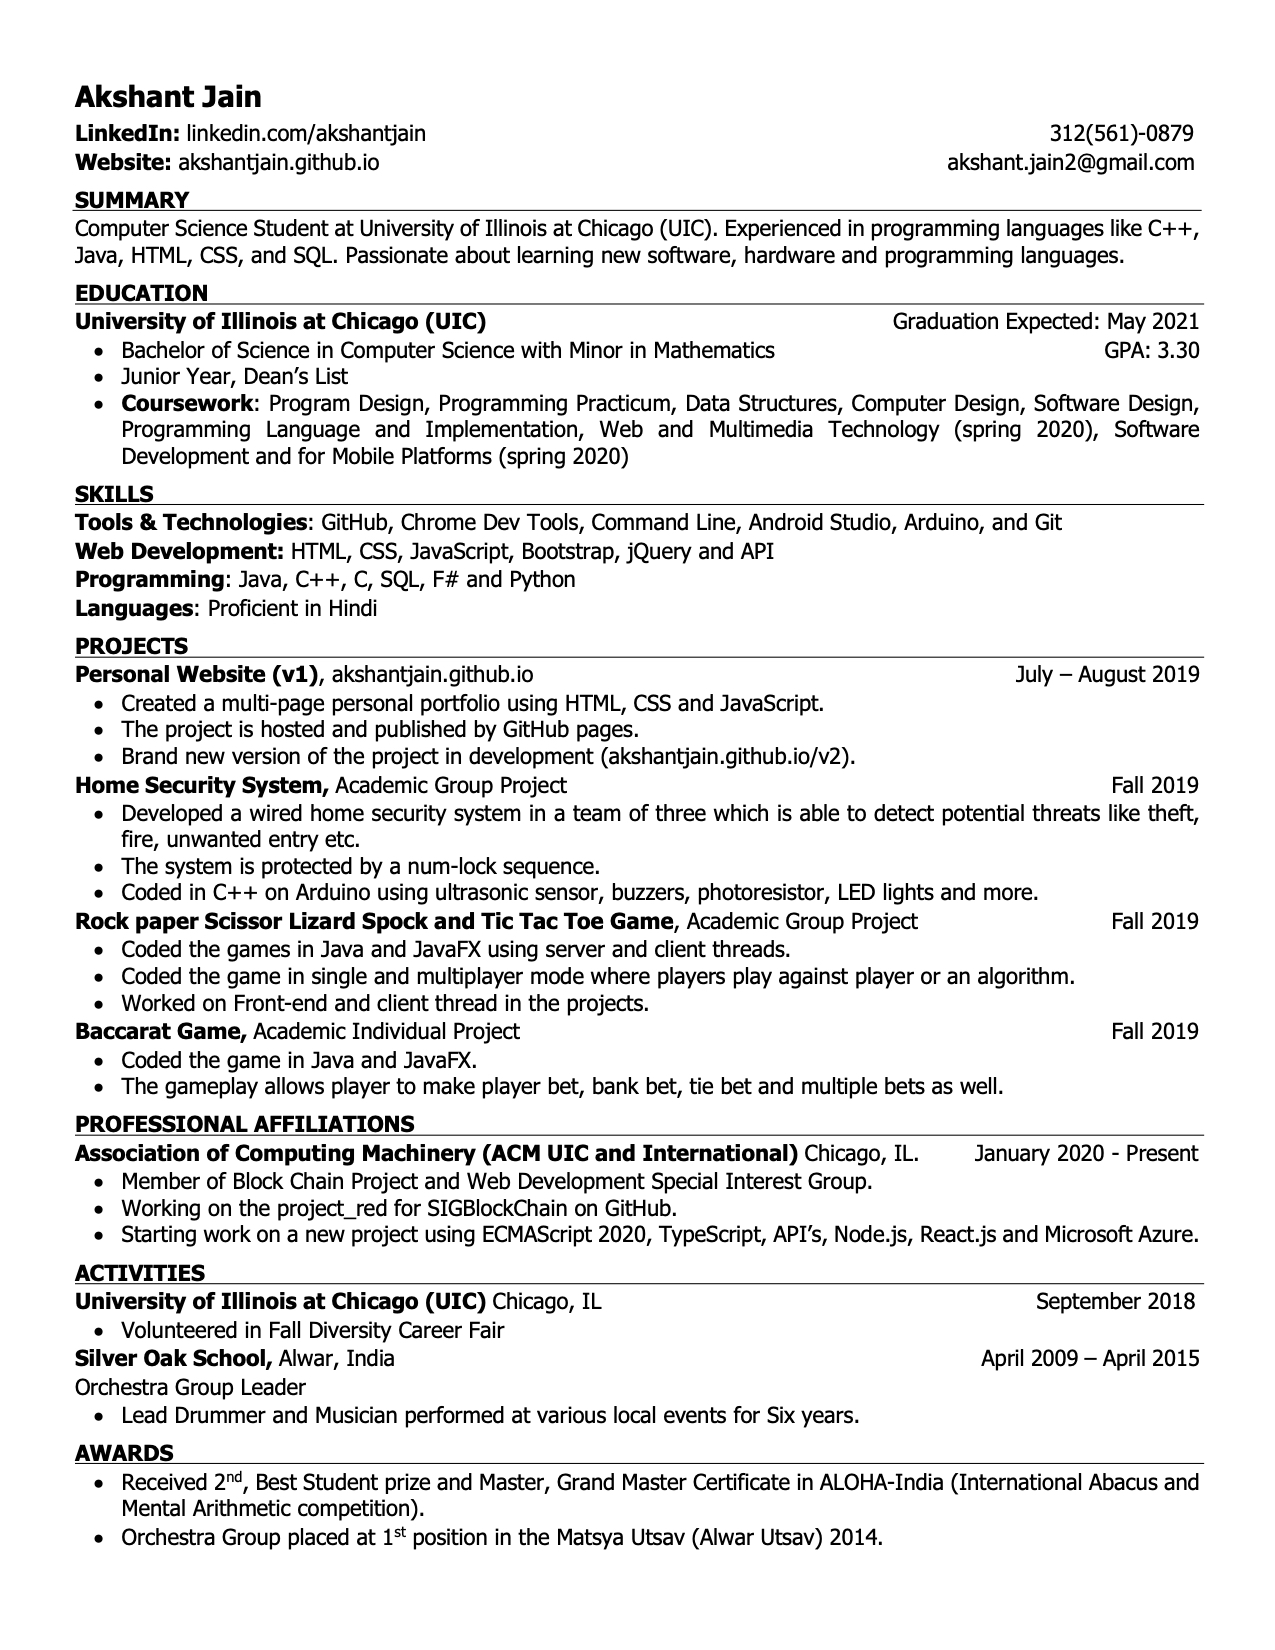 Akshant Jain
LinkedIn: linkedin.com/akshantjain 312(561)-0879
Website: akshantjain.github.io akshant.jain2@gmail.com
SUMMARY
Computer Science Student at University of Illinois at Chicago (UIC). Experienced in programming languages like C++,
Java, HTML, CSS, and SQL. Passionate about learning new software, hardware and programming languages.
EDUCATION
University of Illinois at Chicago (UIC) Graduation Expected: May 2021
• Bachelor of Science in Computer Science with Minor in Mathematics GPA: 3.30
• Junior Year, Dean’s List
• Coursework: Program Design, Programming Practicum, Data Structures, Computer Design, Software Design,
Programming Language and Implementation, Web and Multimedia Technology (spring 2020), Software
Development and for Mobile Platforms (spring 2020)
SKILLS
Tools & Technologies: GitHub, Chrome Dev Tools, Command Line, Android Studio, Arduino, and Git
Web Development: HTML, CSS, JavaScript, Bootstrap, jQuery and API
Programming: Java, C++, C, SQL, F# and Python
Languages: Proficient in Hindi
PROJECTS
Personal Website (v1), akshantjain.github.io July – August 2019
• Created a multi-page personal portfolio using HTML, CSS and JavaScript.
• The project is hosted and published by GitHub pages.
• Brand new version of the project in development (akshantjain.github.io/v2).
Home Security System, Academic Group Project Fall 2019
• Developed a wired home security system in a team of three which is able to detect potential threats like theft,
fire, unwanted entry etc.
• The system is protected by a num-lock sequence.
• Coded in C++ on Arduino using ultrasonic sensor, buzzers, photoresistor, LED lights and more.
Rock paper Scissor Lizard Spock and Tic Tac Toe Game, Academic Group Project Fall 2019
• Coded the games in Java and JavaFX using server and client threads.
• Coded the game in single and multiplayer mode where players play against player or an algorithm.
• Worked on Front-end and client thread in the projects.
Baccarat Game, Academic Individual Project Fall 2019
• Coded the game in Java and JavaFX.
• The gameplay allows player to make player bet, bank bet, tie bet and multiple bets as well.
PROFESSIONAL AFFILIATIONS
Association of Computing Machinery (ACM UIC and International) Chicago, IL. January 2020 - Present
• Member of Block Chain Project and Web Development Special Interest Group.
• Working on the project_red for SIGBlockChain on GitHub.
• Starting work on a new project using ECMAScript 2020, TypeScript, API’s, Node.js, React.js and Microsoft Azure.
ACTIVITIES
University of Illinois at Chicago (UIC) Chicago, IL September 2018
• Volunteered in Fall Diversity Career Fair
Silver Oak School, Alwar, India April 2009 – April 2015
Orchestra Group Leader
• Lead Drummer and Musician performed at various local events for Six years.
AWARDS
• Received 2nd, Best Student prize and Master, Grand Master Certificate in ALOHA-India (International Abacus and
Mental Arithmetic competition).
• Orchestra Group placed at 1st position in the Matsya Utsav (Alwar Utsav) 2014.